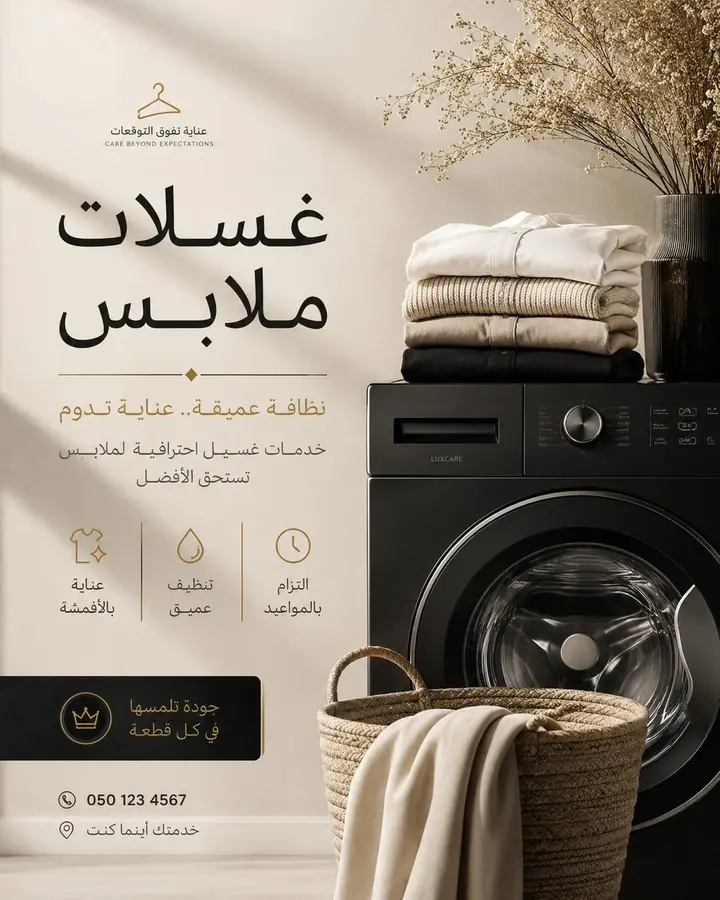 عناية تفوق التوقعات
CARE BEYOND EXPECTATIONS
غسلات
ملابس
نظافة عميقة.. عناية تدوم
خدمات غسيل احترافية لملابس
تستحق الأفضل
التزام
بالمواعيد
تنظيف
عميق
عناية
بالأقمشة
جودة تلمسها
في كل قطعة
050 123 4567
خدمتك أينما كنت
LUXCARE